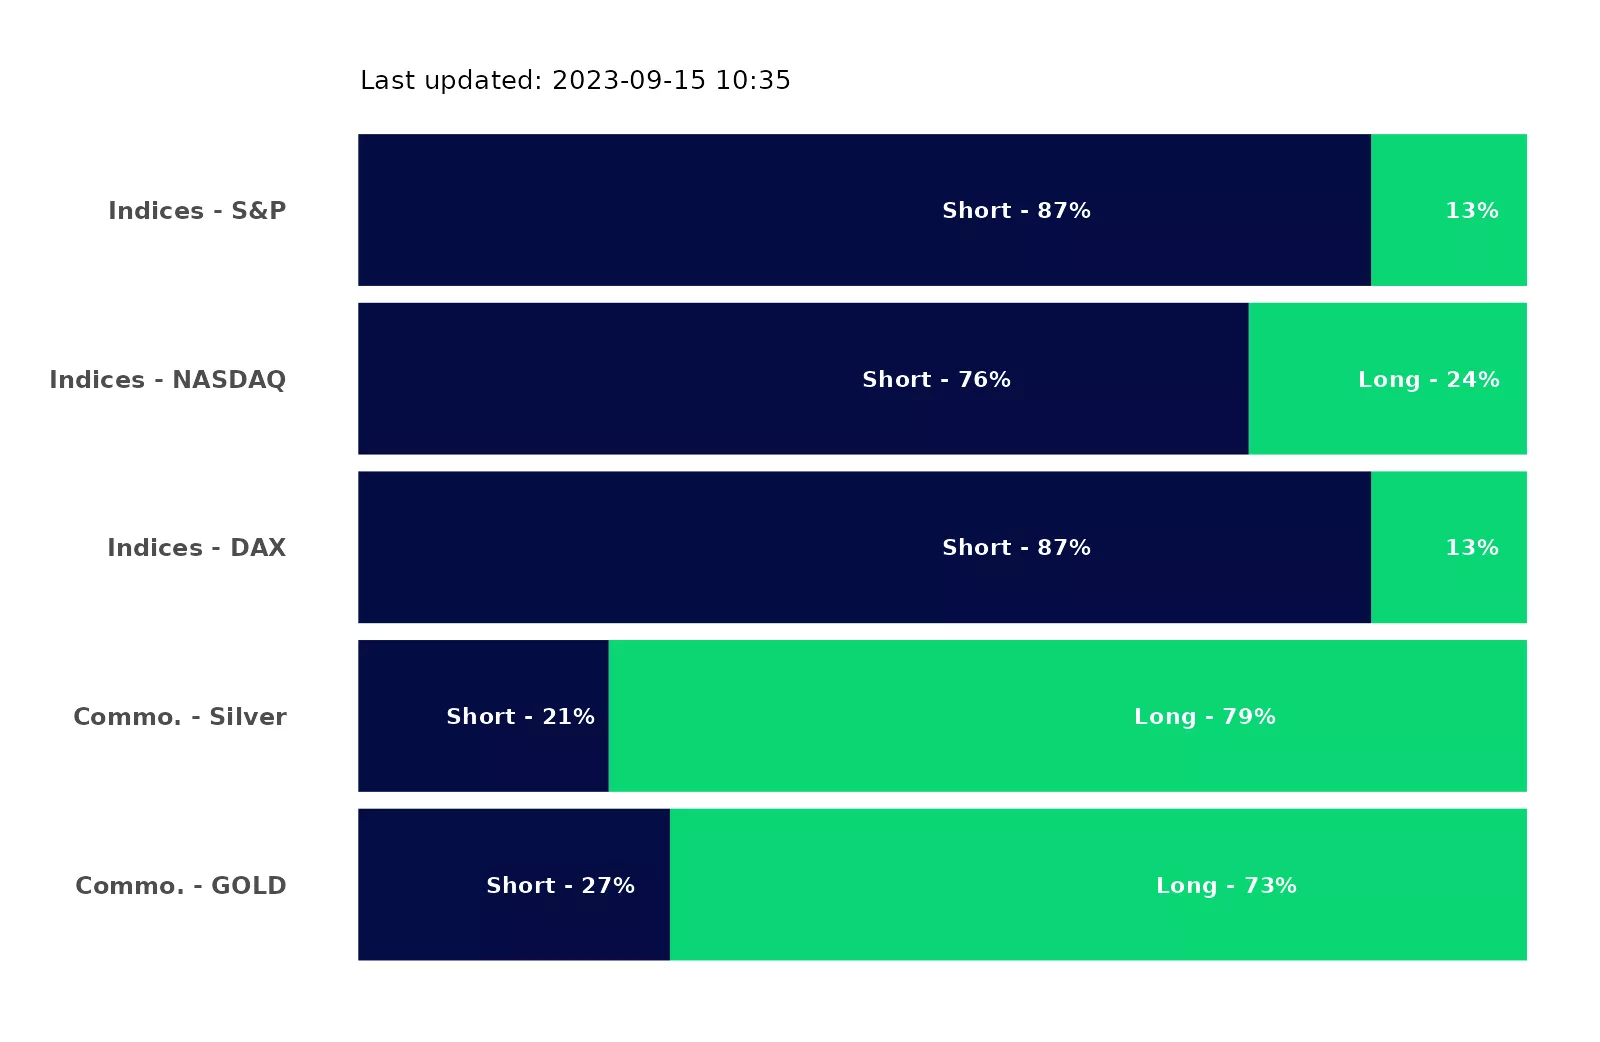 Last updated: 2023-09-15 10:35
Indices - S&P Short - 87% 13%
Indices - NASDAQ Short - 76% Long - 24%
Indices - DAX Short - 87% 13%
Commo. - Silver Short - 21% Long - 79%
Commo. - GOLD Short - 27% Long - 73%